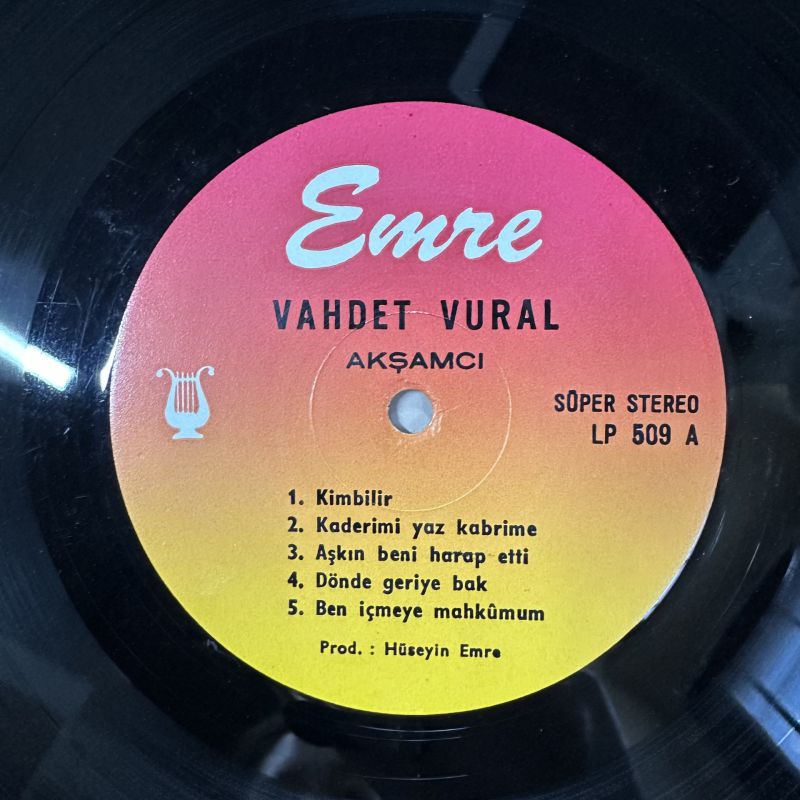 Emre
VAHDET VURAL
AKŞAMCI
SÛPER STEREO
LP 509 A
1. Kimbilir
2. Kaderimi yaz kabrime
3. Aşkın beni harap etti
4. Dönde geriye bak
5. Ben içmeye mahkûmum
Prod. : Hüseyin Emre